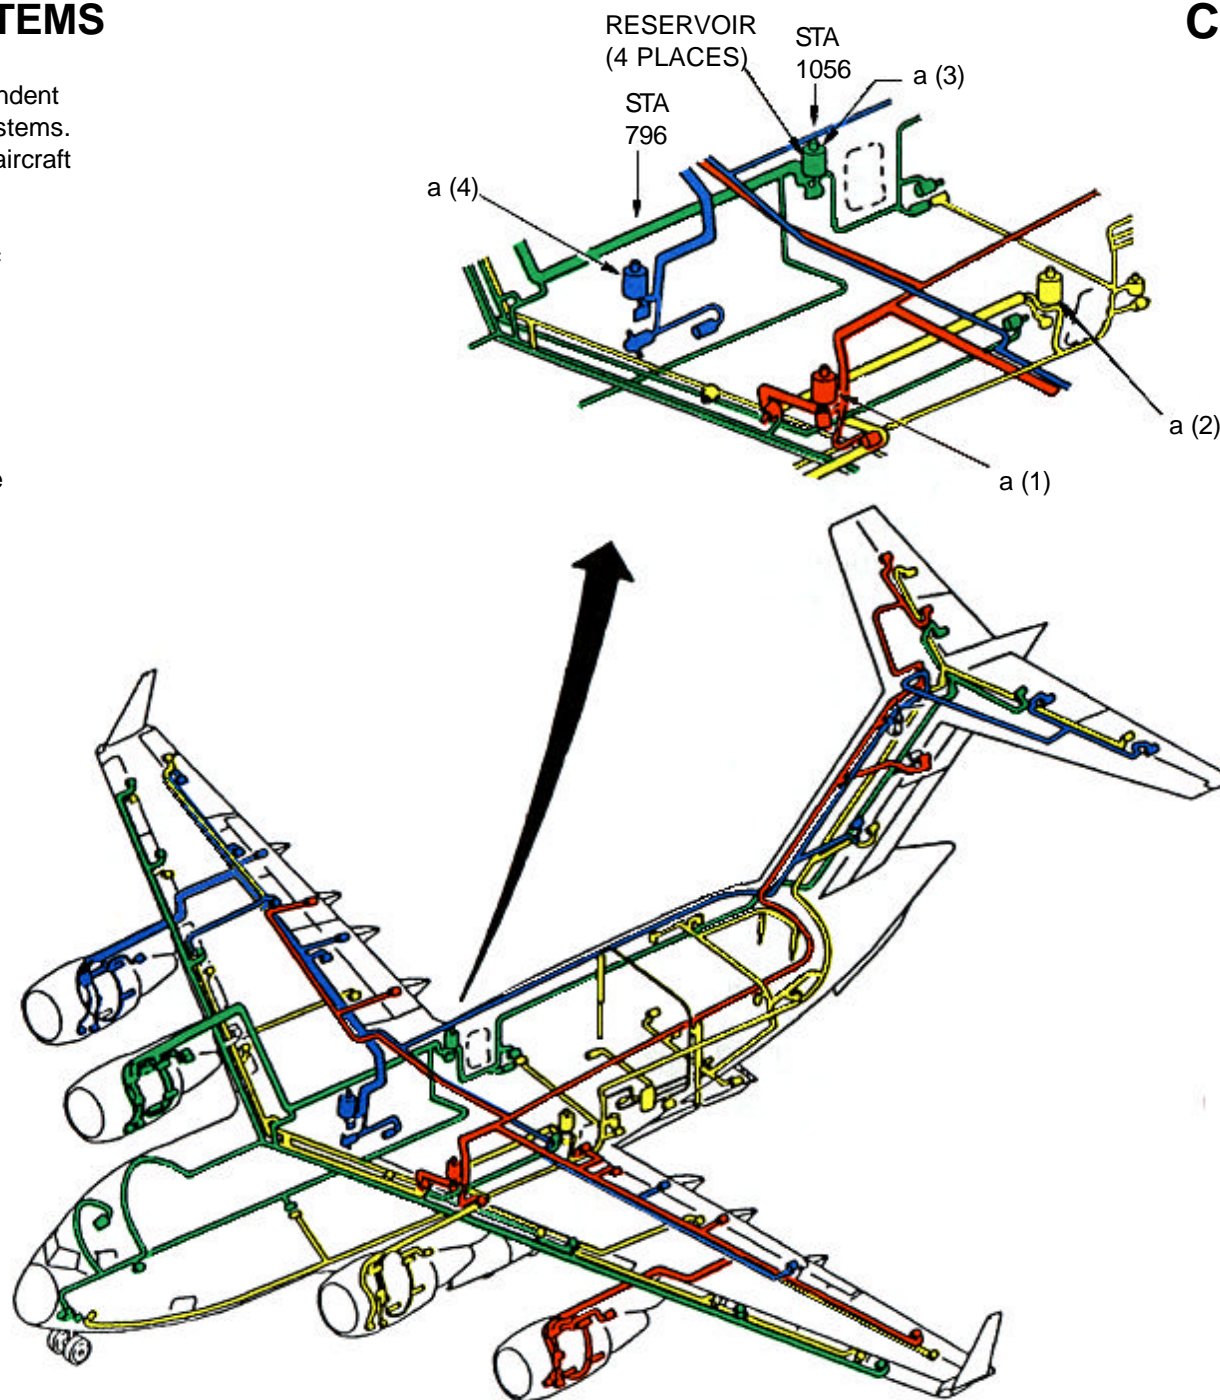 TEMS
C
ndent
stems.
aircraft
e
RESERVOIR
(4 PLACES)
STA
1056
a (3)
STA
796
a (4)
a (2)
a (1)